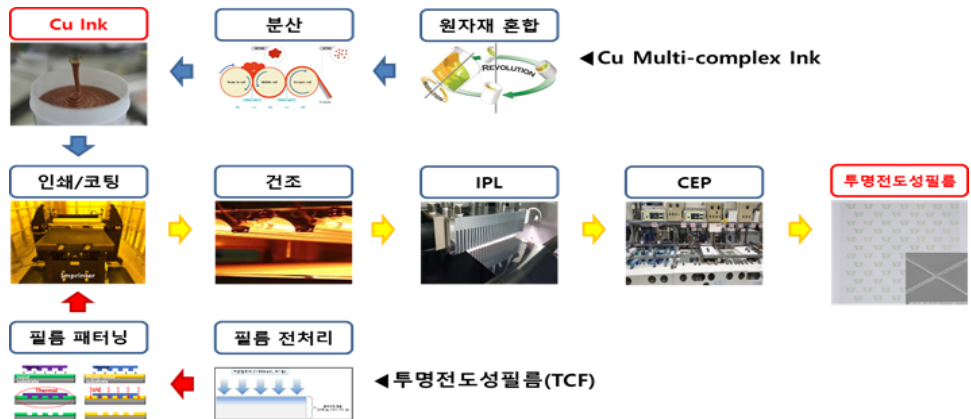 Cu Ink
분산
원자재 혼합
REVOLUTION
◀Cu Multi-complex Ink
인쇄/코팅
건조
IPL
CEP
투명전도성필름
imprinter
필름 패터닝
필름 전처리
Thermal
◀투명전도성필름(TCF)